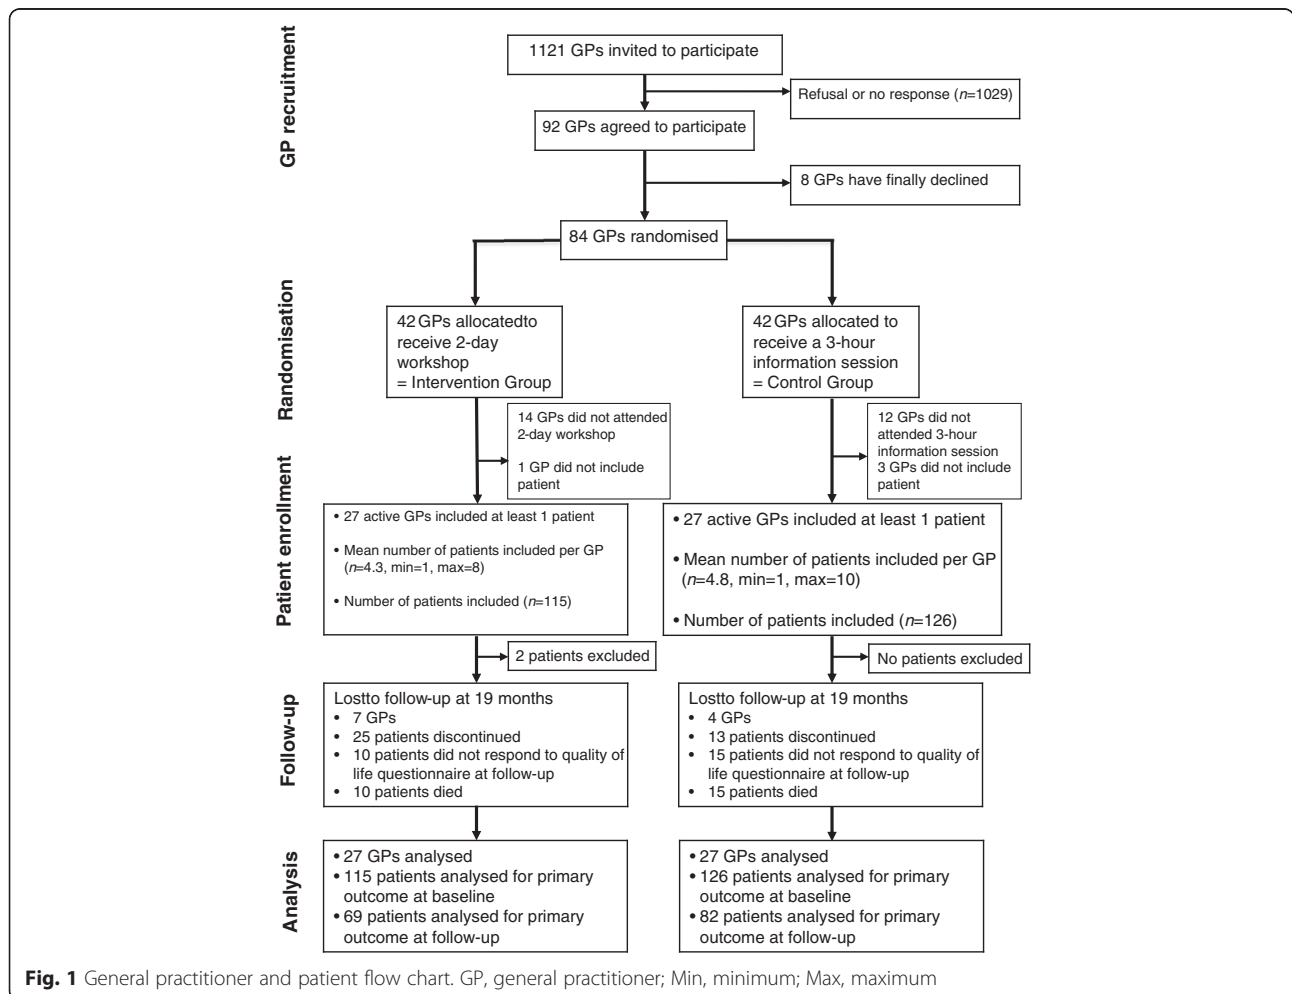 GP recruitment
1121 GPs invited to participate
Refusal or no response (n=1029)
92 GPs agreed to participate
8 GPs have finally declined
84 GPs randomised
Randomisation
42 GPs allocatedto
receive 2-day
workshop
= Intervention Group
42 GPs allocated to
receive a 3-hour
information session
= Control Group
14 GPs did not attended
2-day workshop
1 GP did not include
patient
12 GPs did not
attended 3-hour
information session
3 GPs did not include
patient
Patient enrollment
• 27 active GPs included at least 1 patient
• Mean number of patients included per GP
(n=4.3, min=1, max=8)
• Number of patients included (n=115)
• 27 active GPs included at least 1 patient
• Mean number of patients included per GP
(n=4.8, min=1, max=10)
• Number of patients included (n=126)
2 patients excluded
No patients excluded
Follow-up
Lostto follow-up at 19 months
• 7 GPs
• 25 patients discontinued
• 10 patients did not respond to quality of
life questionnaire at follow-up
• 10 patients died
Lostto follow-up at 19 months
• 4 GPs
• 13 patients discontinued
• 15 patients did not respond to quality of
life questionnaire at follow-up
• 15 patients died
Analysis
• 27 GPs analysed
• 115 patients analysed for primary
outcome at baseline
• 69 patients analysed for primary
outcome at follow-up
• 27 GPs analysed
• 126 patients analysed for primary
outcome at baseline
• 82 patients analysed for primary
outcome at follow-up
Fig. 1 General practitioner and patient flow chart. GP, general practitioner; Min, minimum; Max, maximum